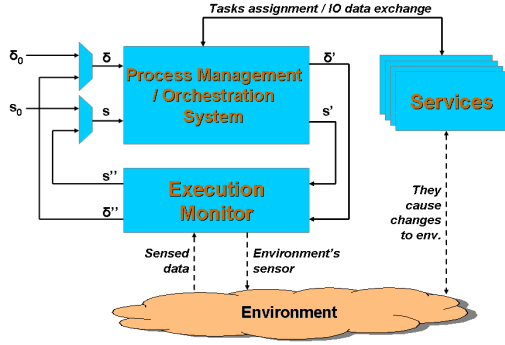 Tasks assignment / IO data exchange
δ0
δ
δ’
Process Management
/ Orchestration
System
Services
s0
s
s’
s’’
δ’’
Execution
Monitor
They
cause
changes
to env.
Sensed
data
Environment's
sensor
Environment